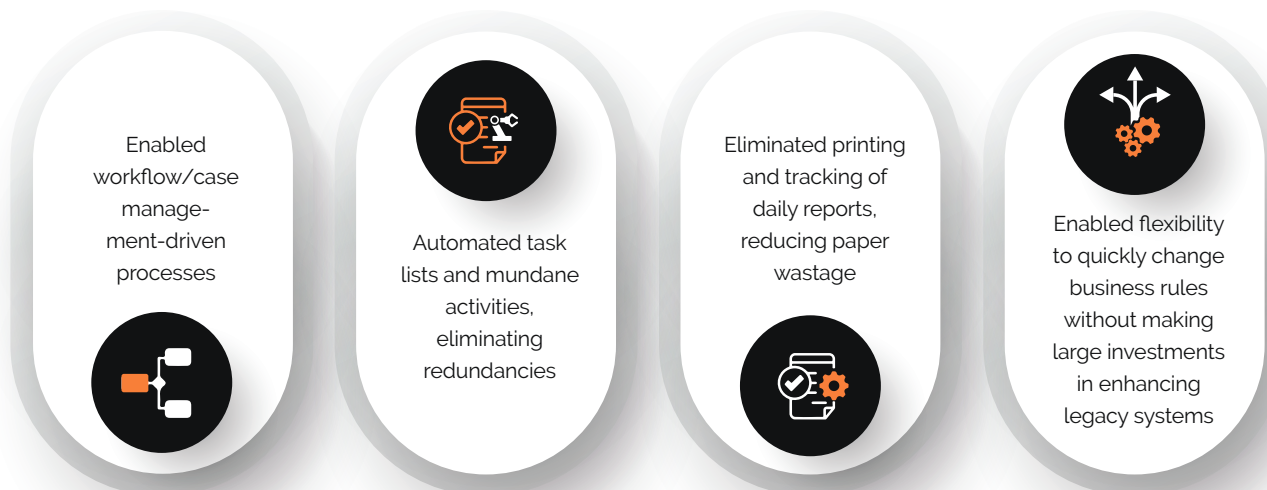 Enabled
workflow/case
manage-
ment-driven
processes
Automated task
lists and mundane
activities,
eliminating
redundancies
Eliminated printing
and tracking of
daily reports,
reducing paper
wastage
Enabled flexibility
to quickly change
business rules
without making
large investments
in enhancing
legacy systems